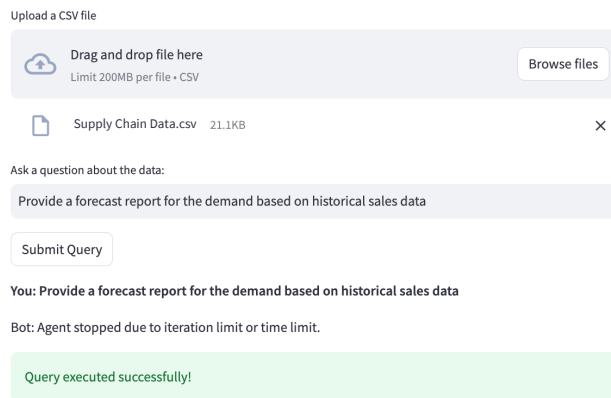 Upload a CSV file
Drag and drop file here
Browse files
Limit 200MB per file • CSV
Supply Chain Data.csv 21.1KB
Ask a question about the data:
Provide a forecast report for the demand based on historical sales data
Submit Query
You: Provide a forecast report for the demand based on historical sales data
Bot: Agent stopped due to iteration limit or time limit.
Query executed successfully!